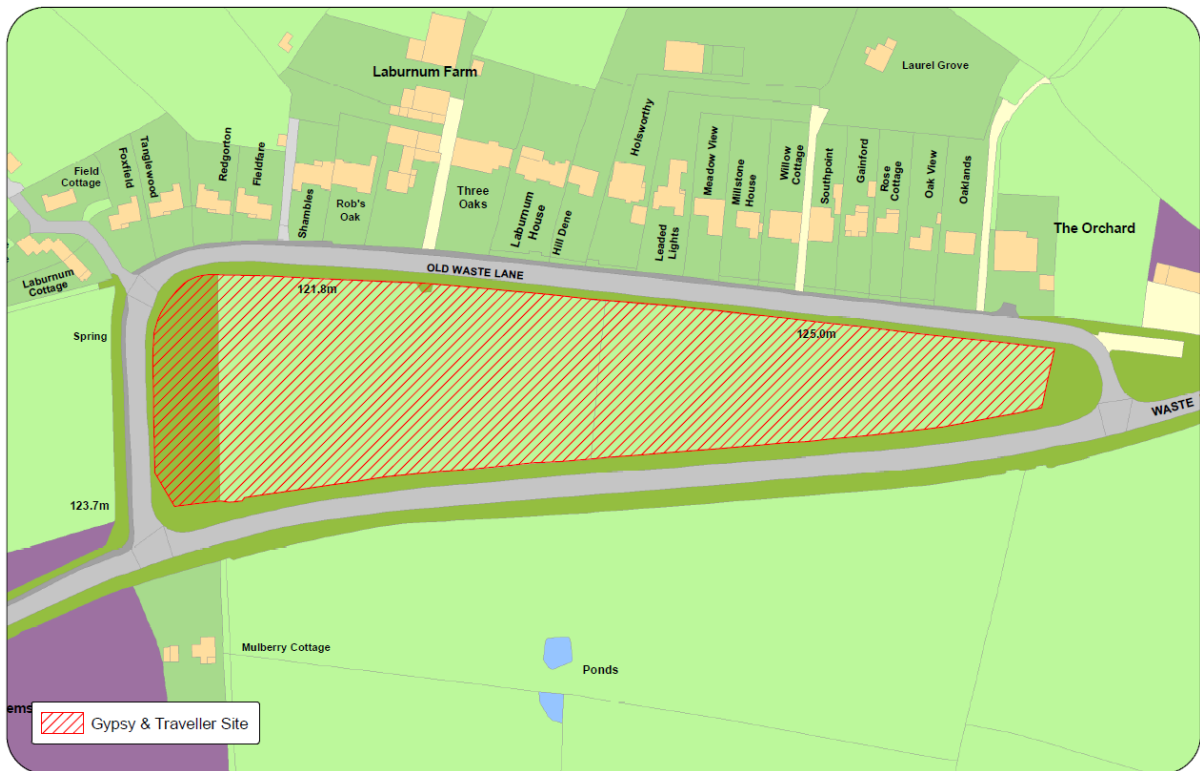 Laburnum Farm
Laurel Grove
Field
Cottage
Foxfield
Tanglewood
Redgorton
Fieldfare
Shambles
Rob's
Oak
Three
Oaks
Laburnum
House
Hill Dene
Holsworthy
Leaded
Lights
Meadow View
Millstone
House
Willow
Cottage
Southpoint
Gainford
Rose
Cottage
Oak View
Oaklands
The Orchard
Laburnum
Cottage
OLD WASTE LANE
121.8m
125.0m
Spring
WASTE
123.7m
Mulberry Cottage
Ponds
ems
Gypsy & Traveller Site